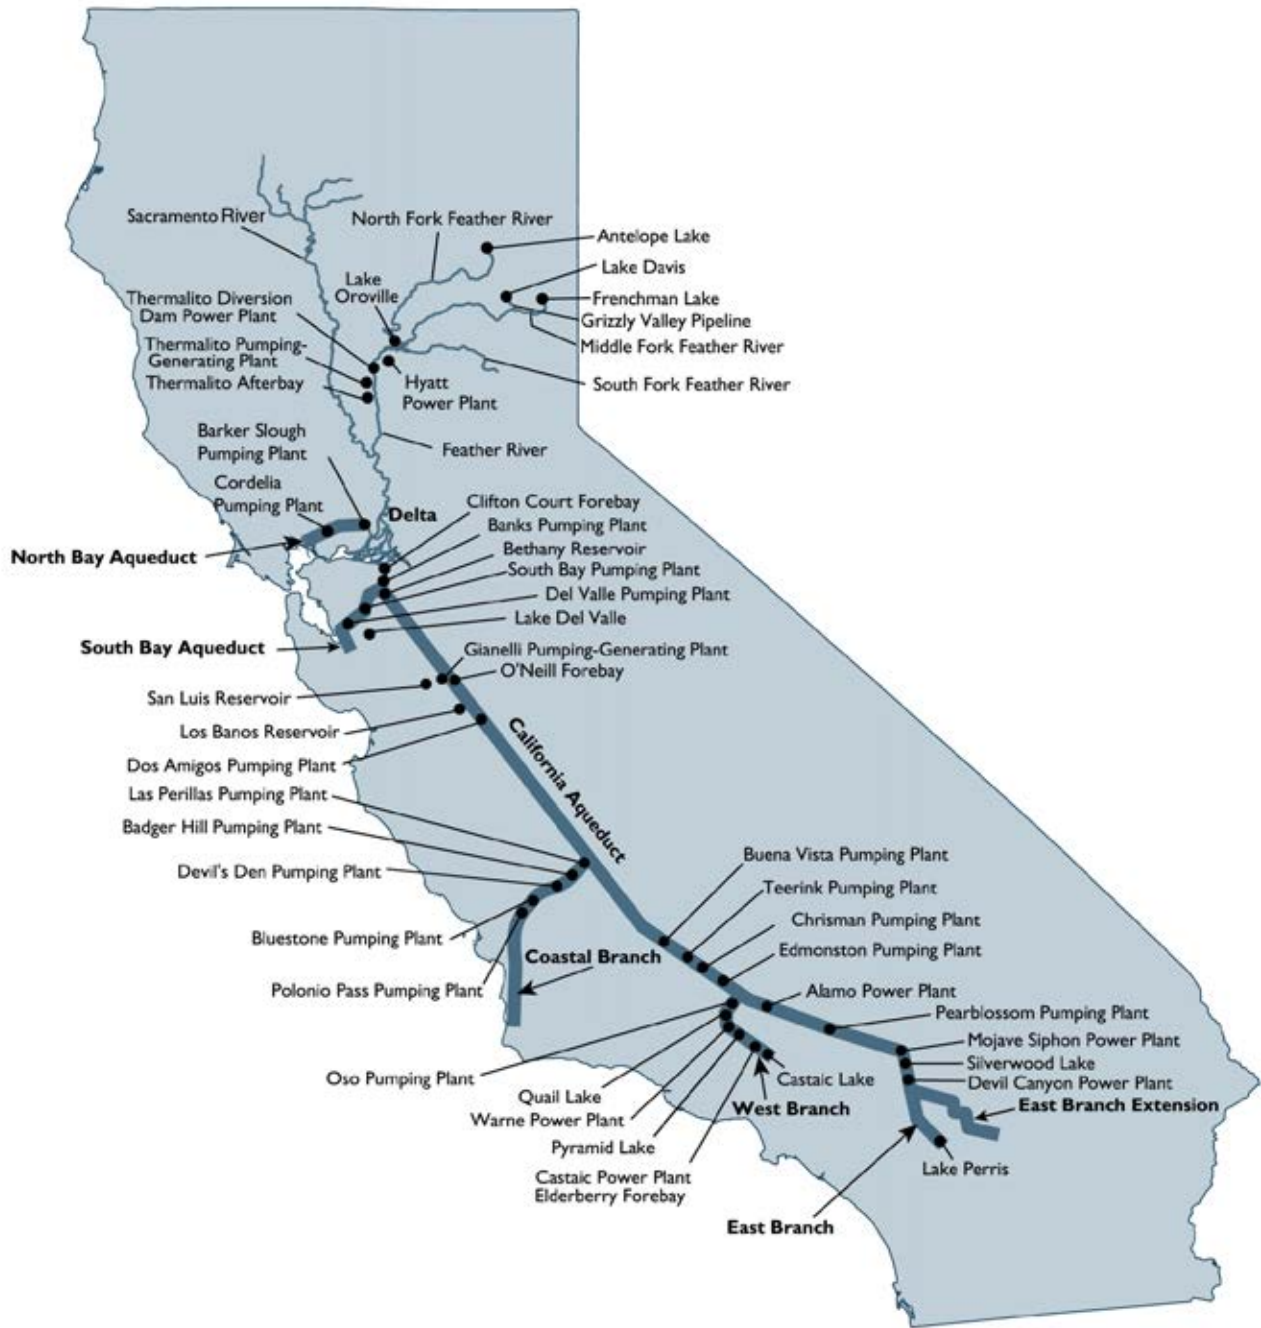 Sacramento River
North Fork Feather River
Antelope Lake
Lake Davis
Lake
Oroville
Frenchman Lake
Thermalito Diversion
Dam Power Plant
Grizzly Valley Pipeline
Middle Fork Feather River
Thermalito Pumping-
Generating Plant
Thermalito Afterbay
Hyatt
Power Plant
South Fork Feather River
Barker Slough
Pumping Plant
Feather River
Cordelia
Pumping Plant
Delta
Clifton Court Forebay
Banks Pumping Plant
Bethany Reservoir
North Bay Aqueduct
South Bay Pumping Plant
Del Valle Pumping Plant
Lake Del Valle
South Bay Aqueduct
Gianelli Pumping-Generating Plant
O'Neill Forebay
San Luis Reservoir
Los Banos Reservoir
California Aqueduct
Dos Amigos Pumping Plant
Las Perillas Pumping Plant
Badger Hill Pumping Plant
Devil's Den Pumping Plant
Buena Vista Pumping Plant
Teerink Pumping Plant
Chrisman Pumping Plant
Bluestone Pumping Plant
Edmonston Pumping Plant
Coastal Branch
Polonio Pass Pumping Plant
Alamo Power Plant
Pearblossom Pumping Plant
Mojave Siphon Power Plant
Silverwood Lake
Oso Pumping Plant
Castaic Lake
Devil Canyon Power Plant
Quail Lake
West Branch
East Branch Extension
Warne Power Plant
Pyramid Lake
Lake Perris
Castaic Power Plant
Elderberry Forebay
East Branch